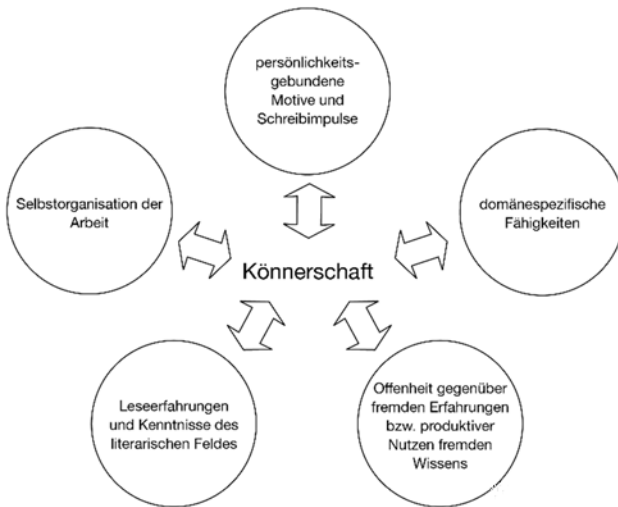 persönlichkeits-
gebundene
Motive und
Schreibimpulse
Selbstorganisation der
Arbeit
domänespezifische
Fähigkeiten
Könnerschaft
Leseerfahrungen
und Kenntnisse des
literarischen Feldes
Offenheit gegenüber
fremden Erfahrungen
bzw. produktiver
Nutzen fremden
Wissens